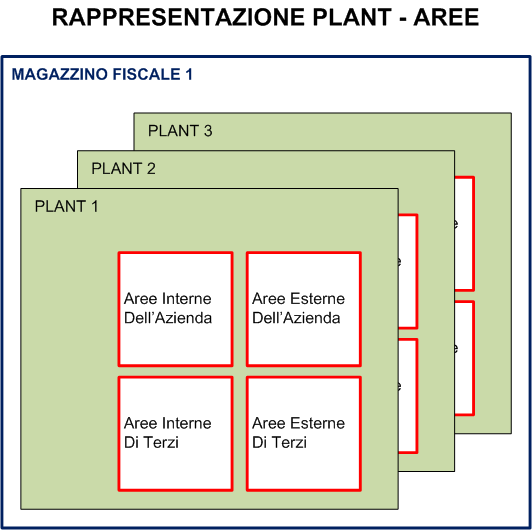 RAPPRESENTAZIONE PLANT - AREE
MAGAZZINO FISCALE 1
PLANT 3
PLANT 2
PLANT 1
Aree Interne
Dell'Azienda
Aree Esterne
Dell'Azienda
Aree Interne
Di Terzi
Aree Esterne
Di Terzi